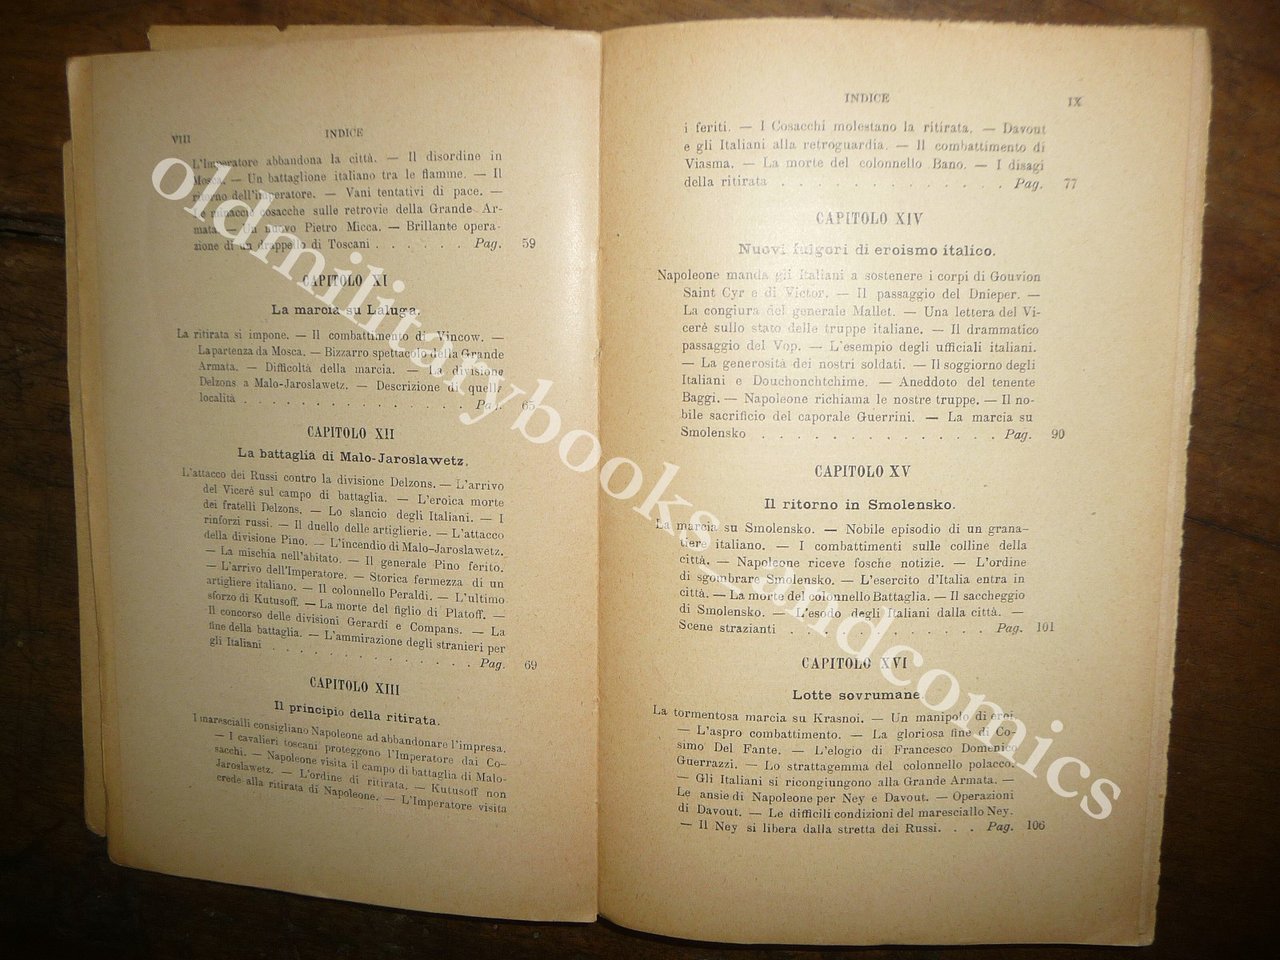 VIII INDICE
L'Imperatore abbandona la città. — Il disordine in
Mosca. — Un battaglione italiano tra le fiamme. — Il
ritorno dell'Imperatore. — Vani tentativi di pace. —
minaccie cosacche sulle retrovie della Grande Ar-
mata. — Un nuovo Pietro Micca. — Brillante opera-
zione di un drappello di Toscani . . . . . . Pag. 59
CAPITOLO XI
La marcia su Laluga.
La ritirata si impone. — Il combattimento di Vincow. —
La partenza da Mosca. — Bizzarro spettacolo della Grande
Armata. — Difficoltà della marcia. — La divisione
Delzons a Malo-Jaroslawetz. — Descrizione di quella
località . . . . . . . . . . . . . . Pag. 65
CAPITOLO XII
La battaglia di Malo-Jaroslawetz.
L'attacco dei Russi contro la divisione Delzons. — L'arrivo
del Vicerè sul campo di battaglia. — L'eroica morte
dei fratelli Delzons. — Lo slancio degli Italiani. — I
rinforzi russi. — Il duello delle artiglierie. — L'attacco
della divisione Pino. — L'incendio di Malo-Jaroslawetz.
— La mischia nell'abitato. — Il generale Pino ferito.
— L'arrivo dell'Imperatore. — Storica fermezza di un
artigliere italiano. — Il colonnello Peraldi. — L'ultimo
sforzo di Kutusoff. — La morte del figlio di Platoff. —
Il concorso delle divisioni Gerardi e Compans. — La
fine della battaglia. — L'ammirazione degli stranieri per
gli Italiani . . . . . . . . . . . . . . Pag. 69
CAPITOLO XIII
Il principio della ritirata.
I marescialli consigliano Napoleone ad abbandonare l'impresa.
— I cavalieri toscani proteggono l'Imperatore dai Co-
sacchi. — Napoleone visita il campo di battaglia di Malo-
Jaroslawetz. — L'ordine di ritirata. — Kutusoff non
crede alla ritirata di Napoleone. — L'Imperatore visita
INDICE IX
i feriti. — I Cosacchi molestano la ritirata. — Davout
e gli Italiani alla retroguardia. — Il combattimento di
Viasma. — La morte del colonnello Bano. — I disagi
della ritirata . . . . . . . . . . . . . . Pag. 77
CAPITOLO XIV
Nuovi fulgori di eroismo italico.
Napoleone manda gli Italiani a sostenere i corpi di Gouvion
Saint Cyr e di Victor. — Il passaggio del Dnieper. —
La congiura del generale Mallet. — Una lettera del Vi-
cerè sullo stato delle truppe italiane. — Il drammatico
passaggio del Vop. — L'esempio degli ufficiali italiani.
— La generosità dei nostri soldati. — Il soggiorno degli
Italiani e Douchonchtchime. — Aneddoto del tenente
Baggi. — Napoleone richiama le nostre truppe. — Il no-
bile sacrificio del caporale Guerrini. — La marcia su
Smolensko . . . . . . . . . . . . . . Pag. 90
CAPITOLO XV
Il ritorno in Smolensko.
La marcia su Smolensko. — Nobile episodio di un grana-
tiere italiano. — I combattimenti sulle colline della
città. — Napoleone riceve fosche notizie. — L'ordine
di sgombrare Smolensko. — L'esercito d'Italia entra in
città. — La morte del colonnello Battaglia. — Il saccheggio
di Smolensko. — L'esodo degli Italiani dalla città. —
Scene strazianti . . . . . . . . . . . . . Pag. 101
CAPITOLO XVI
Lotte sovrumane.
La tormentosa marcia su Krasnoi. — Un manipolo di eroi.
— L'aspro combattimento. — La gloriosa fine di Co-
simo Del Fante. — L'elogio di Francesco Domenico
Guerrazzi. — Lo strattagemma del colonnello polacco.
— Gli Italiani si ricongiungono alla Grande Armata. —
Le ansie di Napoleone per Ney e Davout. — Operazioni
di Davout. — Le difficili condizioni del maresciallo Ney.
— Il Ney si libera dalla stretta dei Russi. . . Pag. 106
oldmilitarybooks_andcomics